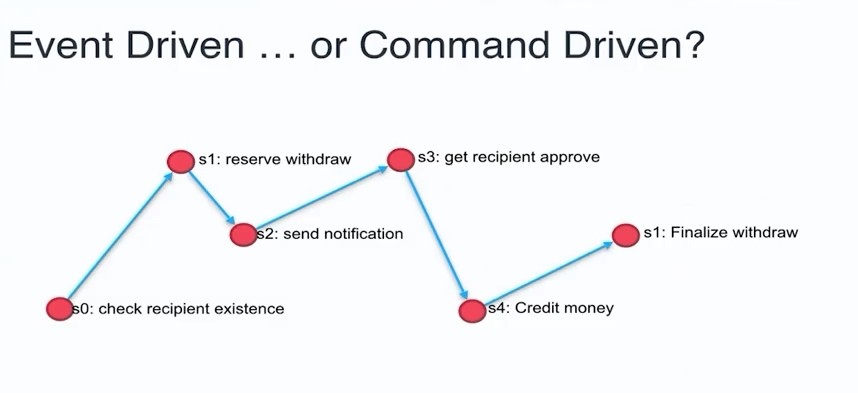 Event Driven … or Command Driven?
s1: reserve withdraw
s3: get recipient approve
s2: send notification
s1: Finalize withdraw
s0: check recipient existence
s4: Credit money